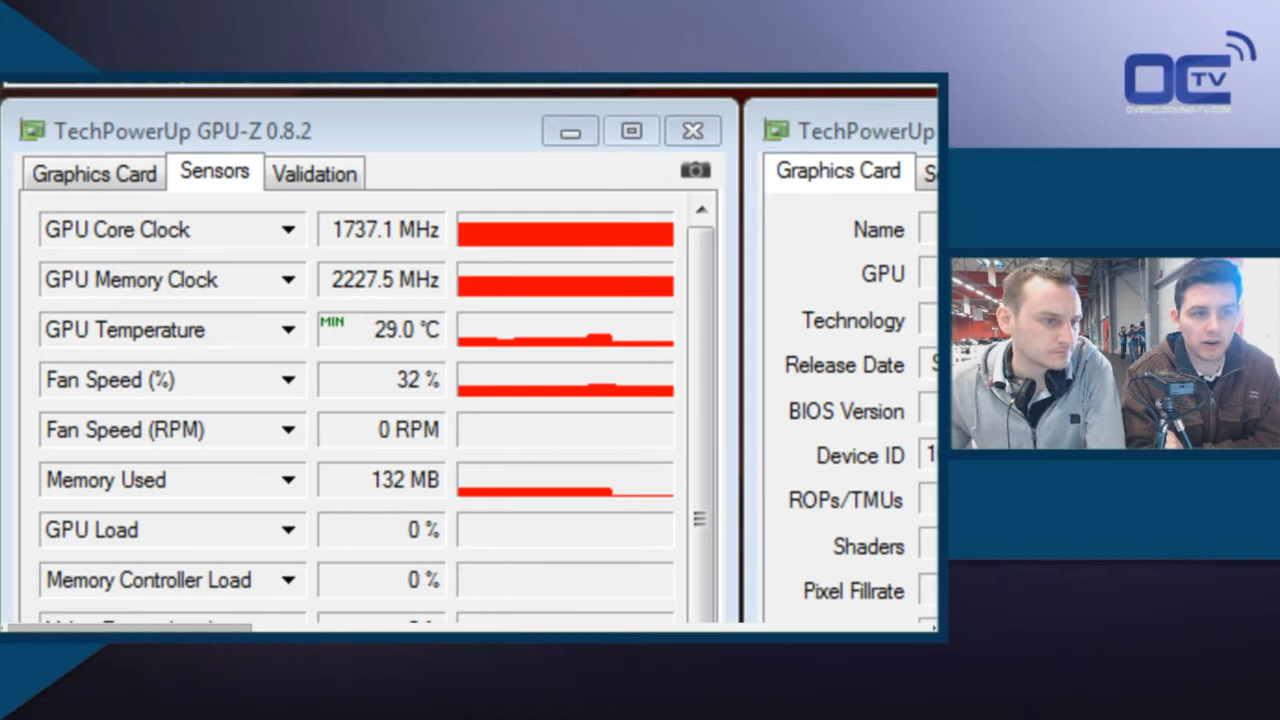 OC
TV
OVERCLOCKING-TV.COM
TechPowerUp GPU-Z 0.8.2
Graphics Card
Sensors
Validation
GPU Core Clock 1737.1 MHz
GPU Memory Clock 2227.5 MHz
GPU Temperature MIN 29.0 °C
Fan Speed (%) 32 %
Fan Speed (RPM) 0 RPM
Memory Used 132 MB
GPU Load 0 %
Memory Controller Load 0 %
TechPowerUp
Graphics Card
Name
GPU
Technology
Release Date
BIOS Version
Device ID
ROPs/TMUs
Shaders
Pixel Fillrate